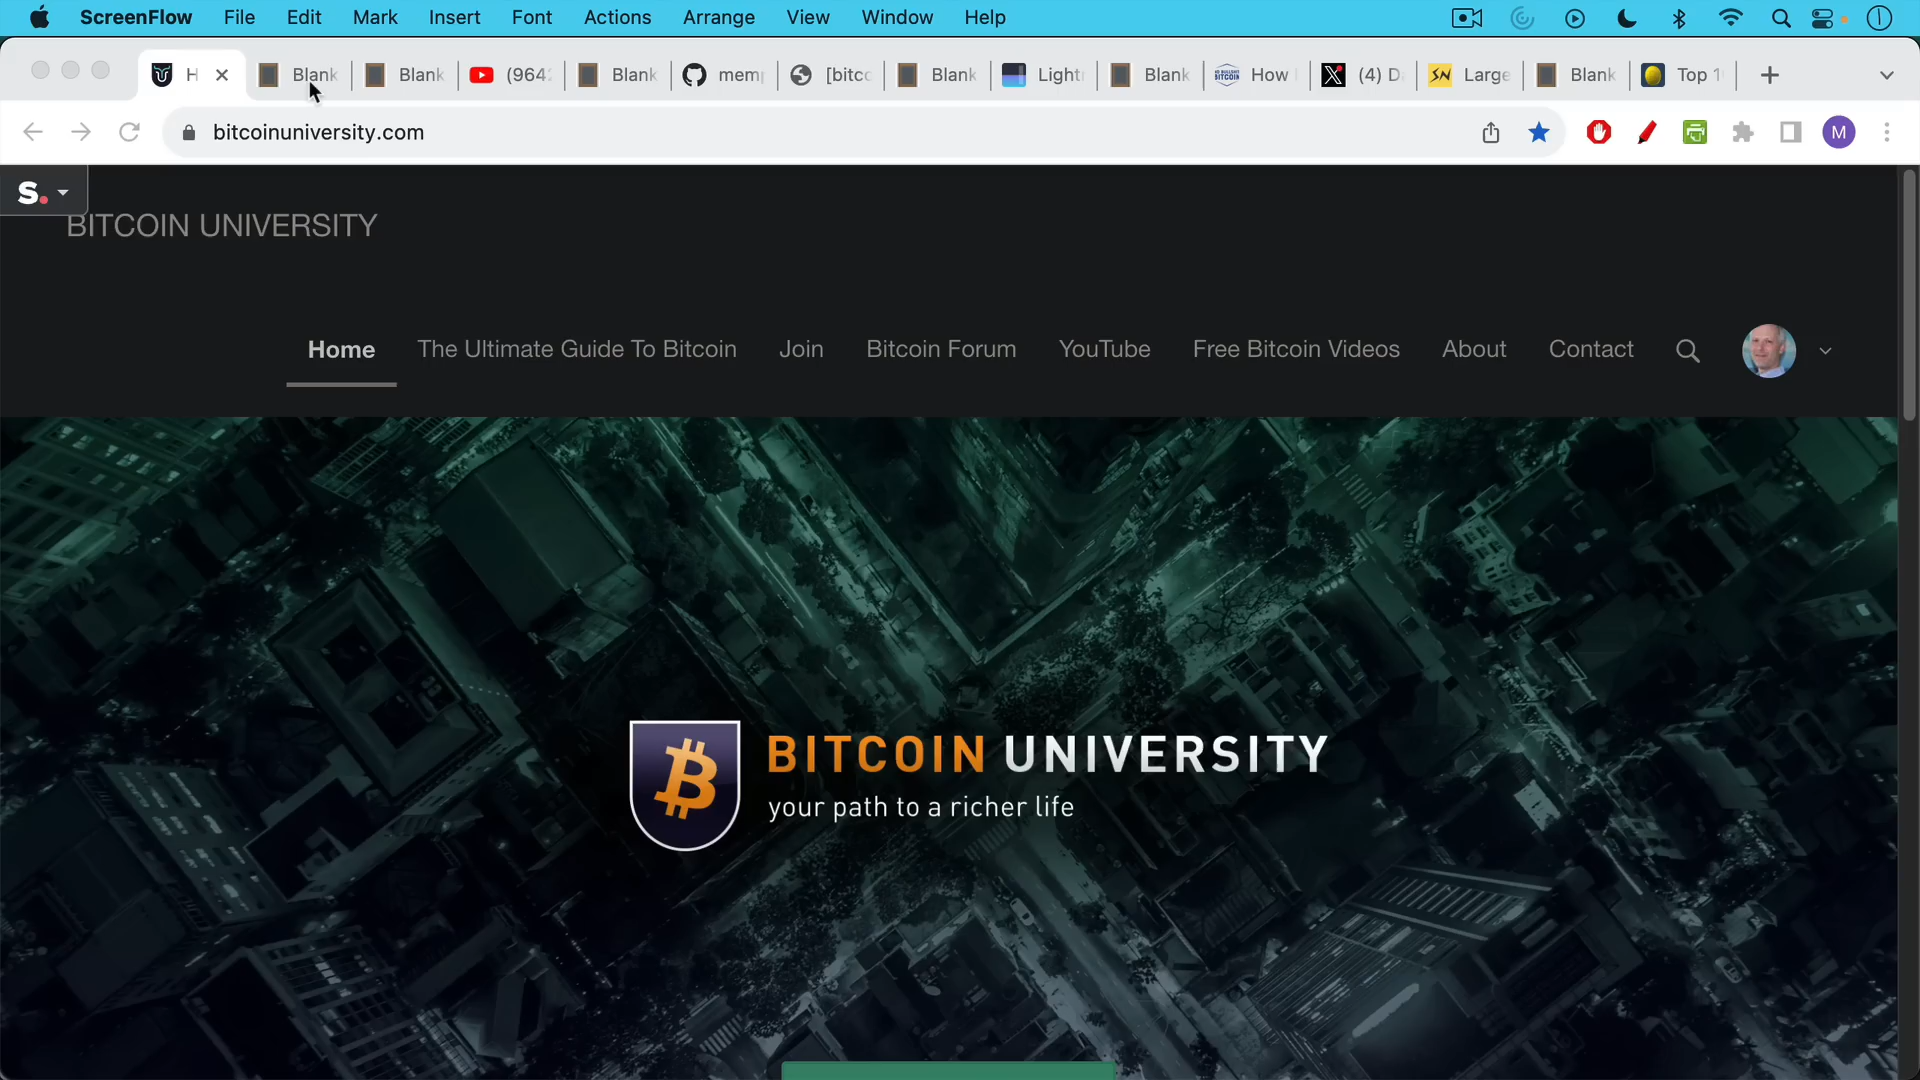 ScreenFlow File Edit Mark Insert Font Actions Arrange View Window Help
H Blank Blank (964 Blank memp [bitco Blank Light Blank How (4) D Large Blank Top 1
bitcoinuniversity.com M
S.
BITCOIN UNIVERSITY
Home The Ultimate Guide To Bitcoin Join Bitcoin Forum YouTube Free Bitcoin Videos About Contact
BITCOIN UNIVERSITY
your path to a richer life